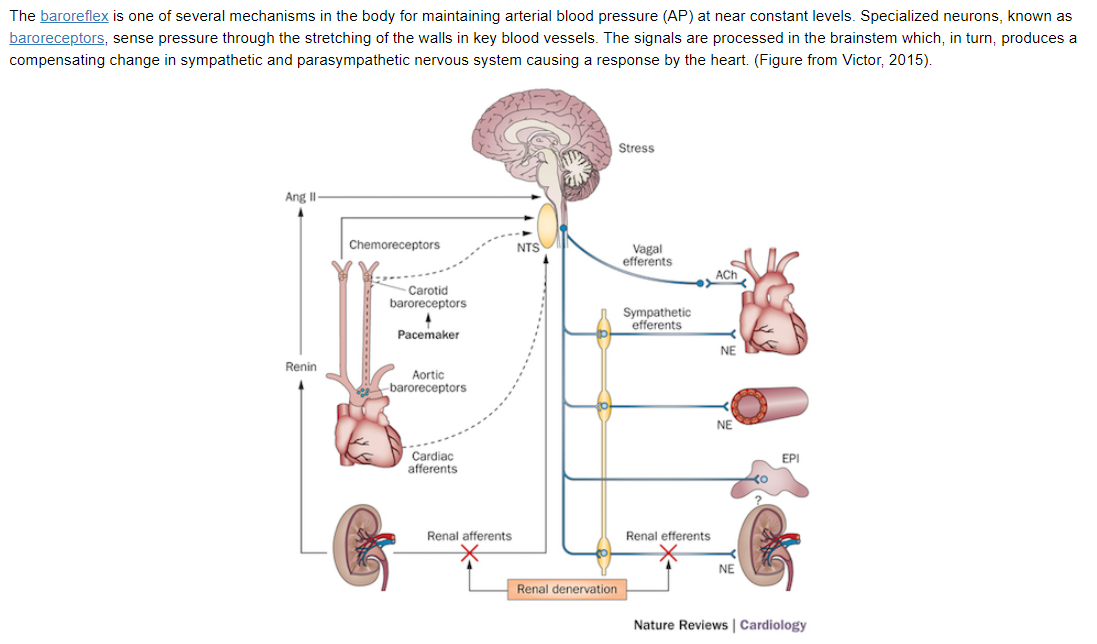 The baroreflex is one of several mechanisms in the body for maintaining arterial blood pressure (AP) at near constant levels. Specialized neurons, known as
baroreceptors, sense pressure through the stretching of the walls in key blood vessels. The signals are processed in the brainstem which, in turn, produces a
compensating change in sympathetic and parasympathetic nervous system causing a response by the heart. (Figure from Victor, 2015).
Stress
Ang II
Chemoreceptors
NTS
Vagal
efferents
ACh
Carotid
baroreceptors
Pacemaker
Sympathetic
efferents
NE
Renin
Aortic
baroreceptors
NE
Cardiac
afferents
EPI
?
Renal afferents
Renal efferents
NE
Renal denervation
Nature Reviews | Cardiology